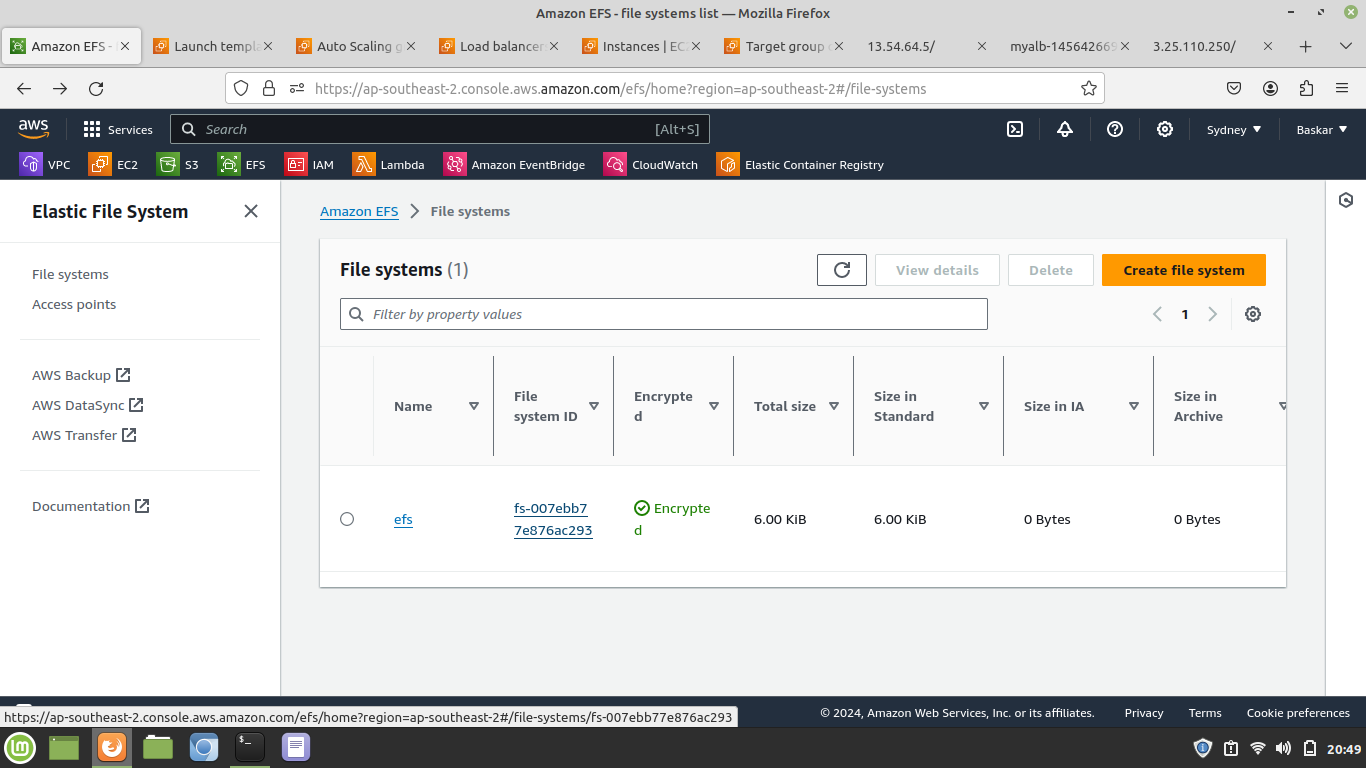 Amazon EFS - file systems list — Mozilla Firefox
Amazon EFS -
Launch templa
Auto Scaling g
Load balancer
Instances | EC2
Target group
13.54.64.5/
myalb-145642669
3.25.110.250/
https://ap-southeast-2.console.aws.amazon.com/efs/home?region=ap-southeast-2#/file-systems
aws
Services
Search
[Alt+S]
Sydney
Baskar
VPC
EC2
S3
EFS
IAM
Lambda
Amazon EventBridge
CloudWatch
Elastic Container Registry
Elastic File System
File systems
Access points
AWS Backup
AWS DataSync
AWS Transfer
Documentation
Amazon EFS
File systems
File systems (1)
View details
Delete
Create file system
Filter by property values
1
Name
File
system ID
Encrypte
d
Total size
Size in
Standard
Size in IA
Size in
Archive
efs
fs-007ebb7
7e876ac293
Encrypte
d
6.00 KiB
6.00 KiB
0 Bytes
0 Bytes
https://ap-southeast-2.console.aws.amazon.com/efs/home?region=ap-southeast-2#/file-systems/fs-007ebb77e876ac293
© 2024, Amazon Web Services, Inc. or its affiliates.
Privacy
Terms
Cookie preferences
20:49